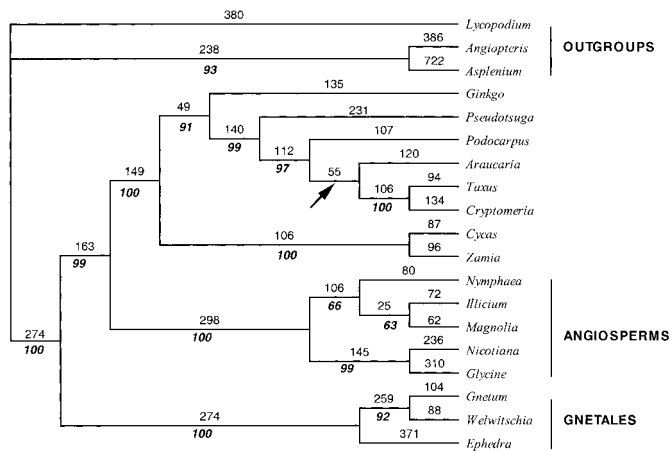 380
Lycopodium
238
93
386
Angiopteris
722
Asplenium
OUTGROUPS
135
Ginkgo
49
91
231
Pseudotsuga
140
99
107
Podocarpus
112
97
55
120
Araucaria
149
100
106
100
94
Taxus
134
Cryptomeria
106
100
87
Cycas
96
Zamia
163
99
80
Nymphaea
106
66
25
63
72
Illicium
62
Magnolia
298
100
145
99
236
Nicotiana
310
Glycine
ANGIOSPERMS
274
100
104
Gnetum
259
92
88
Welwitschia
274
100
371
Ephedra
GNETALES